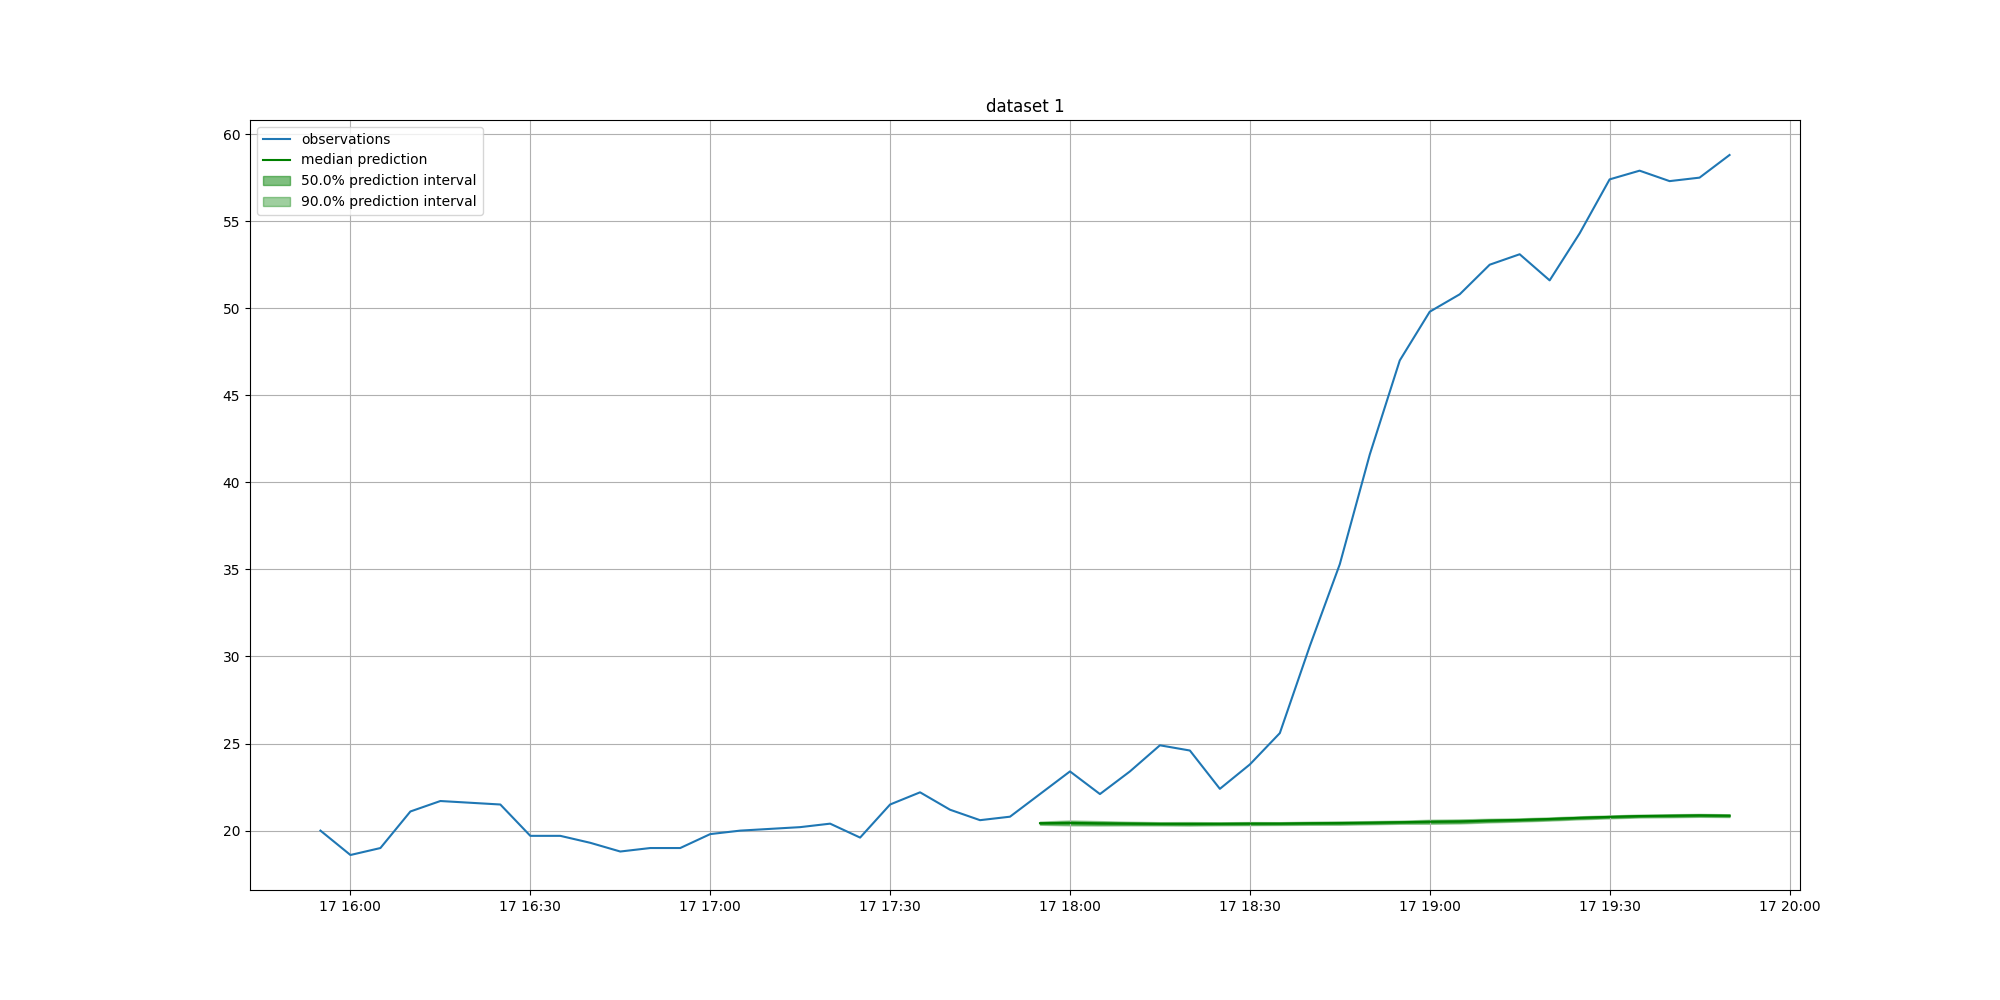 dataset 1
observations
median prediction
50.0% prediction interval
90.0% prediction interval
60
55
50
45
40
35
30
25
20
17 16:00 17 16:30 17 17:00 17 17:30 17 18:00 17 18:30 17 19:00 17 19:30 17 20:00